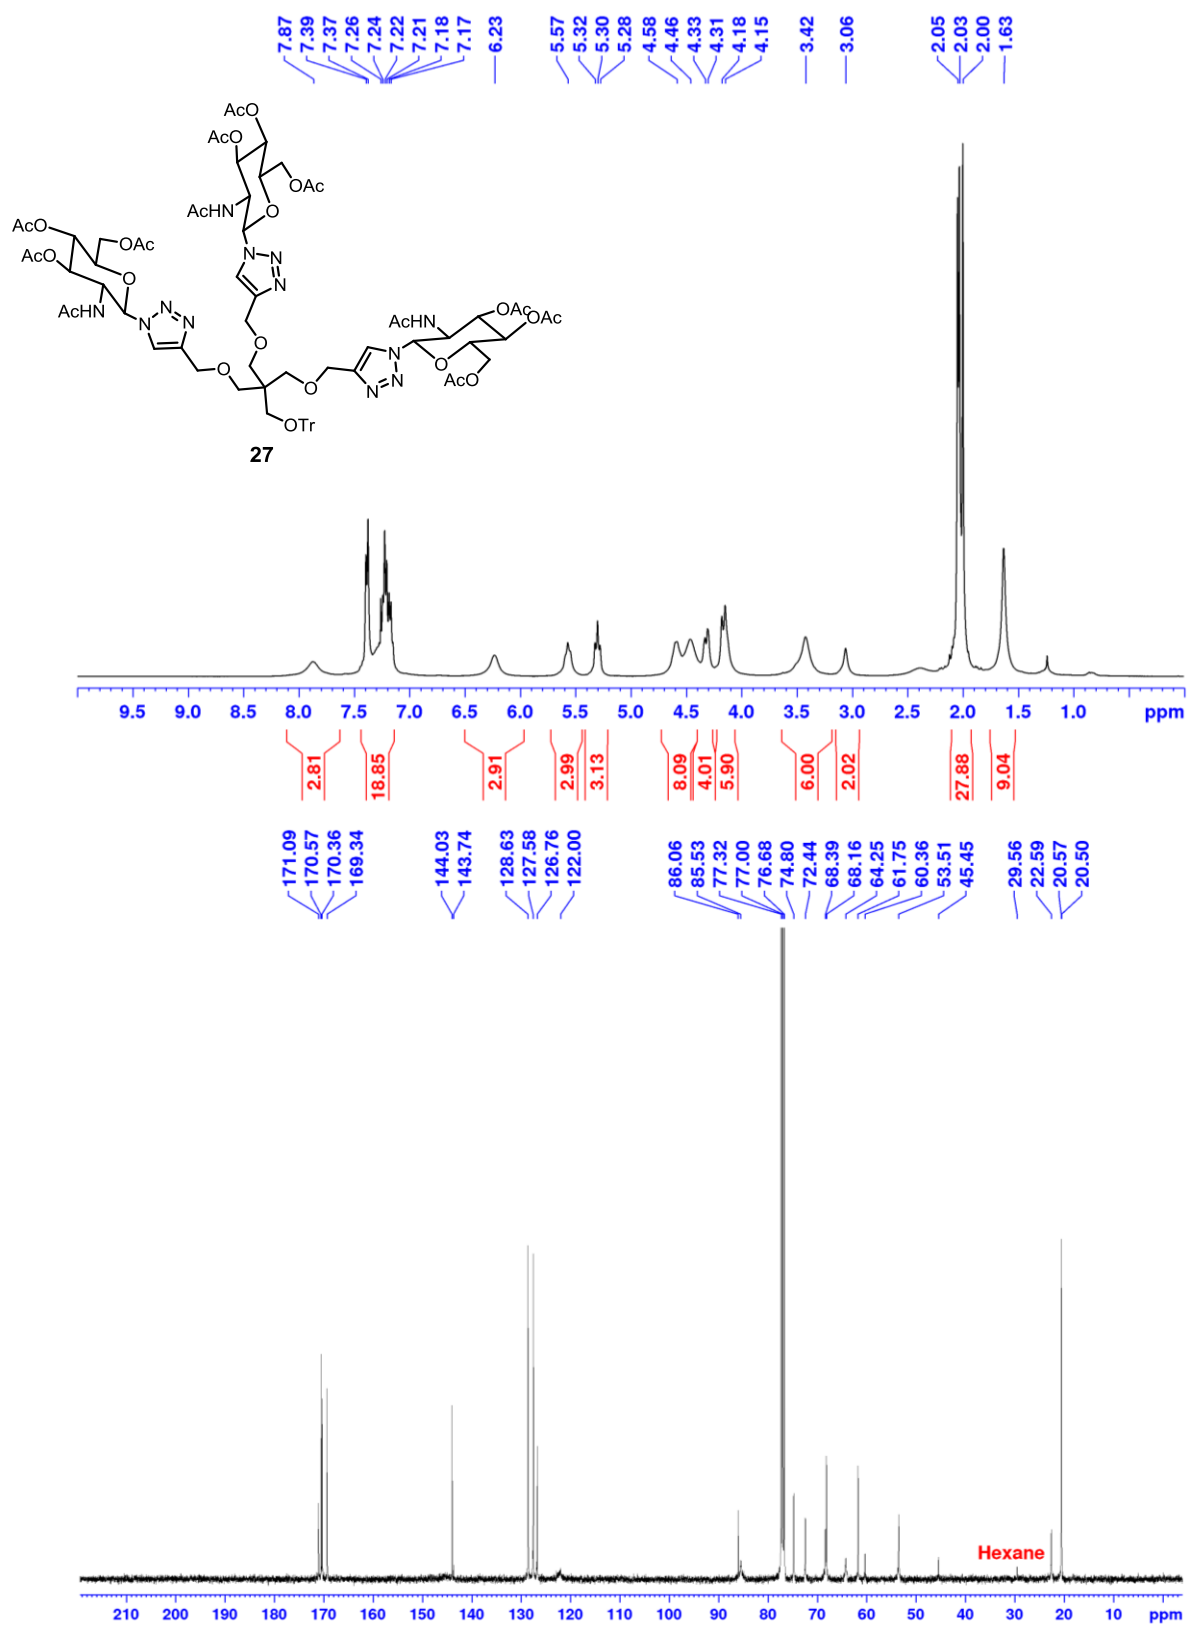 7.87 7.39 7.37 7.26 7.24 7.22 7.21 7.18 7.17 6.23 5.57 5.32 5.30 5.28 4.58 4.46 4.33 4.31 4.18 4.15 3.42 3.06 2.05 2.03 2.00 1.63
AcO
AcO
OAc
AcHN
O
N
N
N
AcO
OAc
AcO
O
AcHN
N
N
N
O
O
O
AcHN
OAc
OAc
O
AcO
N
N
N
OTr
27
9.5 9.0 8.5 8.0 7.5 7.0 6.5 6.0 5.5 5.0 4.5 4.0 3.5 3.0 2.5 2.0 1.5 1.0 ppm
2.81 18.85 2.91 2.99 3.13 8.09 4.01 5.90 6.00 2.02 27.88 9.04
171.09 170.57 170.36 169.34 144.03 143.74 128.63 127.58 126.76 122.00 86.06 85.53 77.32 77.00 76.68 74.80 72.44 68.39 68.16 64.25 61.75 60.36 53.51 45.45 29.56 22.59 20.57 20.50
Hexane
210 200 190 180 170 160 150 140 130 120 110 100 90 80 70 60 50 40 30 20 10 ppm